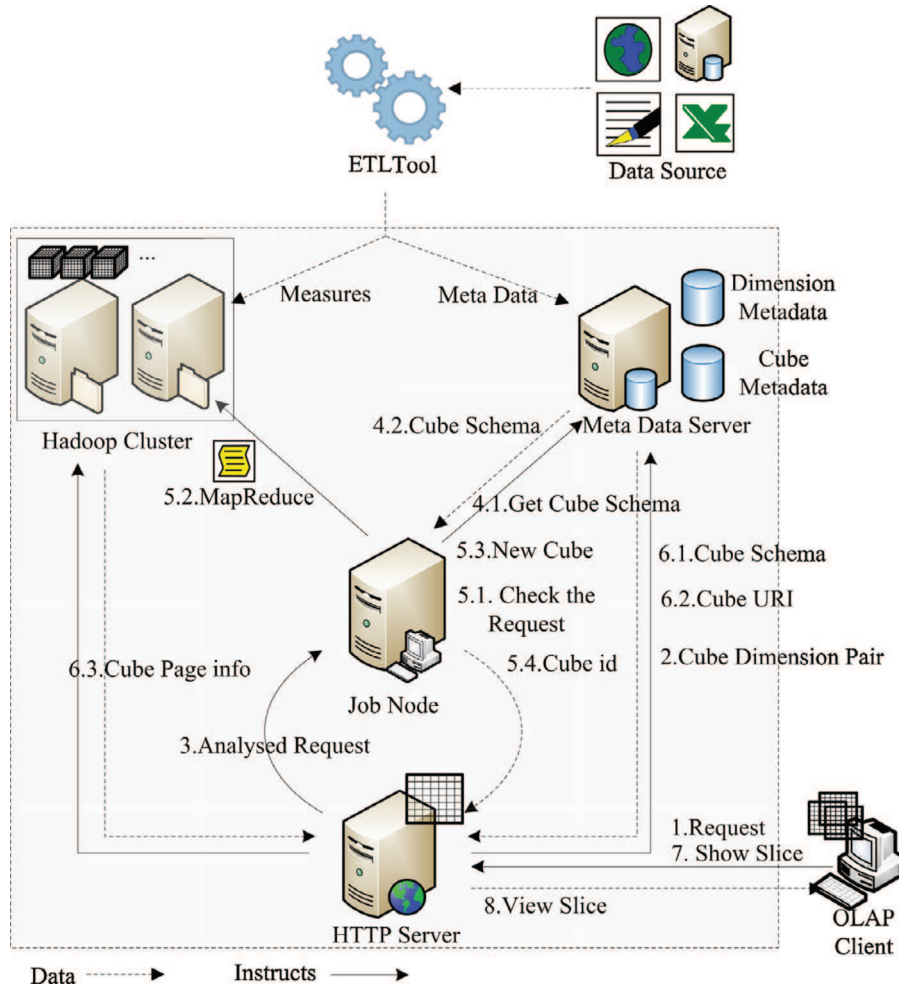 ETLTool
Data Source
Measures
Meta Data
Dimension
Metadata
Cube
Metadata
...
Hadoop Cluster
Meta Data Server
4.2.Cube Schema
5.2.MapReduce
4.1.Get Cube Schema
5.3.New Cube
6.1.Cube Schema
5.1. Check the
Request
6.2.Cube URI
6.3.Cube Page info
5.4.Cube id
2.Cube Dimension Pair
Job Node
3.Analysed Request
1.Request
7. Show Slice
8.View Slice
HTTP Server
OLAP
Client
Data
Instructs